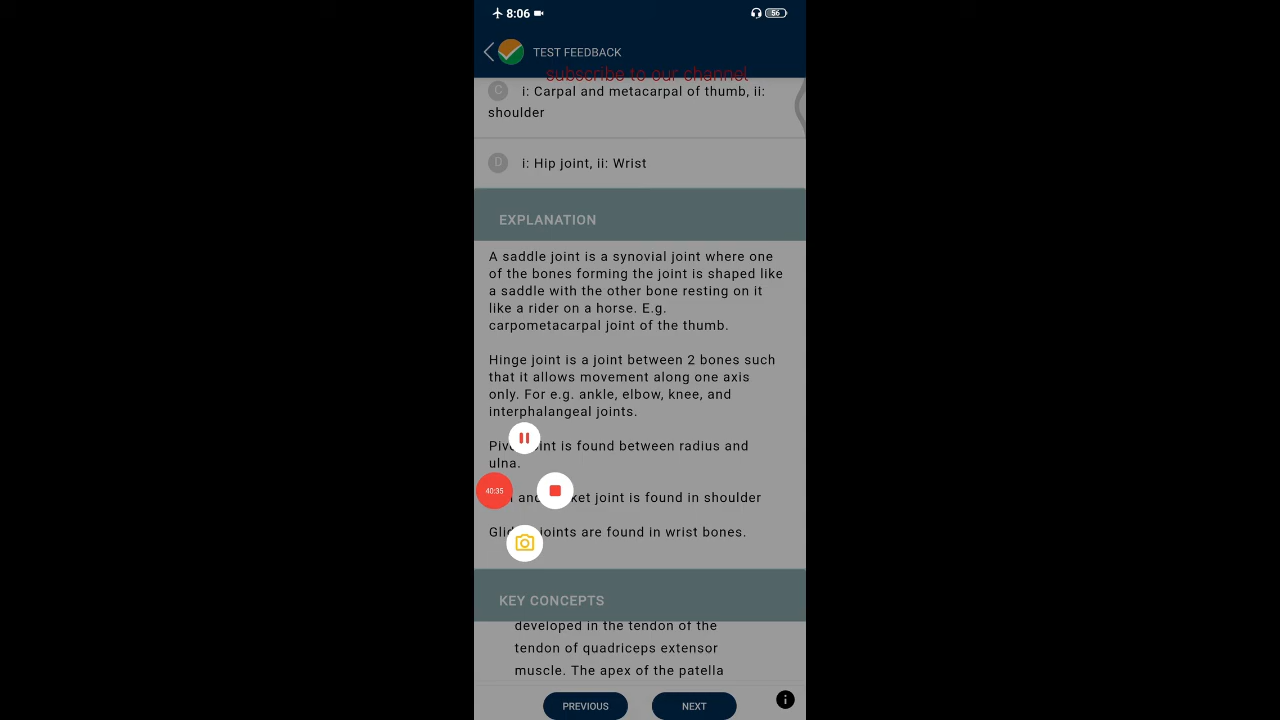 8:06
56
TEST FEEDBACK
subscribe to our channel
C i: Carpal and metacarpal of thumb, ii:
shoulder
D i: Hip joint, ii: Wrist
EXPLANATION
A saddle joint is a synovial joint where one
of the bones forming the joint is shaped like
a saddle with the other bone resting on it
like a rider on a horse. E.g.
carpometacarpal joint of the thumb.
Hinge joint is a joint between 2 bones such
that it allows movement along one axis
only. For e.g. ankle, elbow, knee, and
interphalangeal joints.
joint is found between radius and
ulna.
40:35
and joint is found in shoulder
joints are found in wrist bones.
KEY CONCEPTS
developed in the tendon of the
tendon of quadriceps extensor
muscle. The apex of the patella
PREVIOUS
NEXT
i